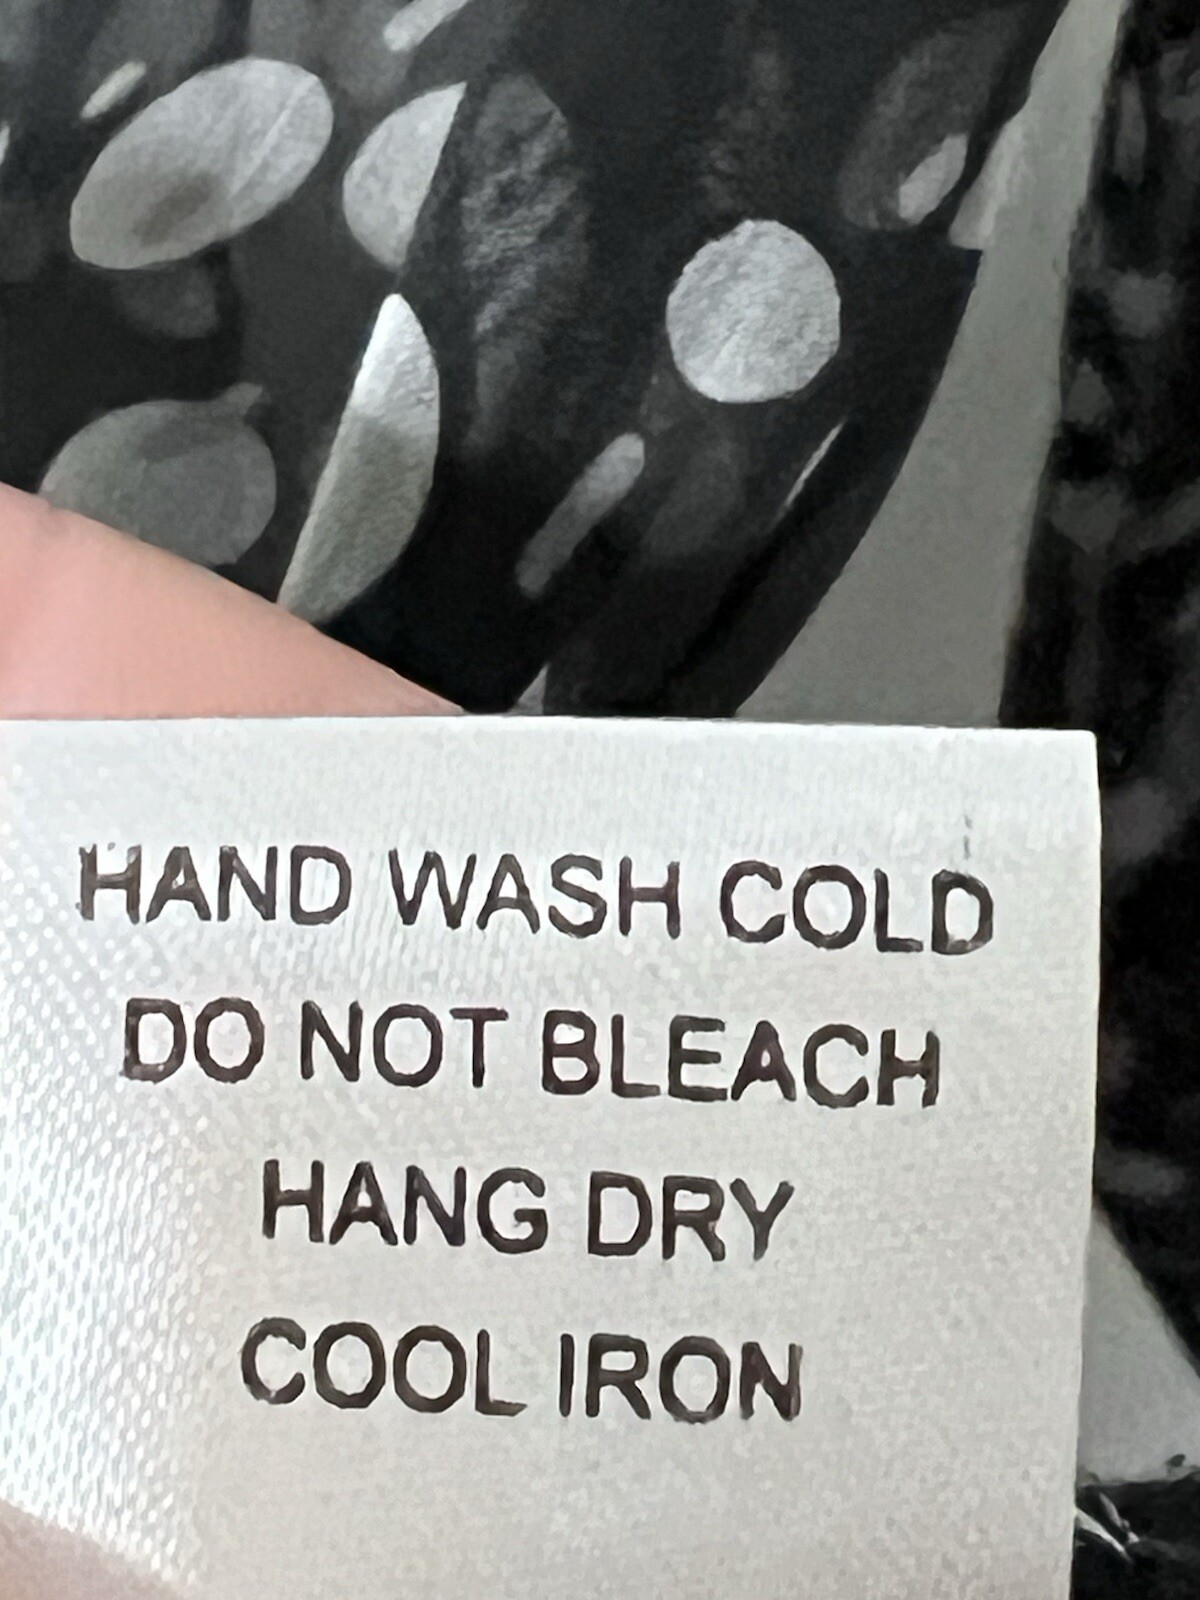 HAND WASH COLD
DO NOT BLEACH
HANG DRY
COOL IRON